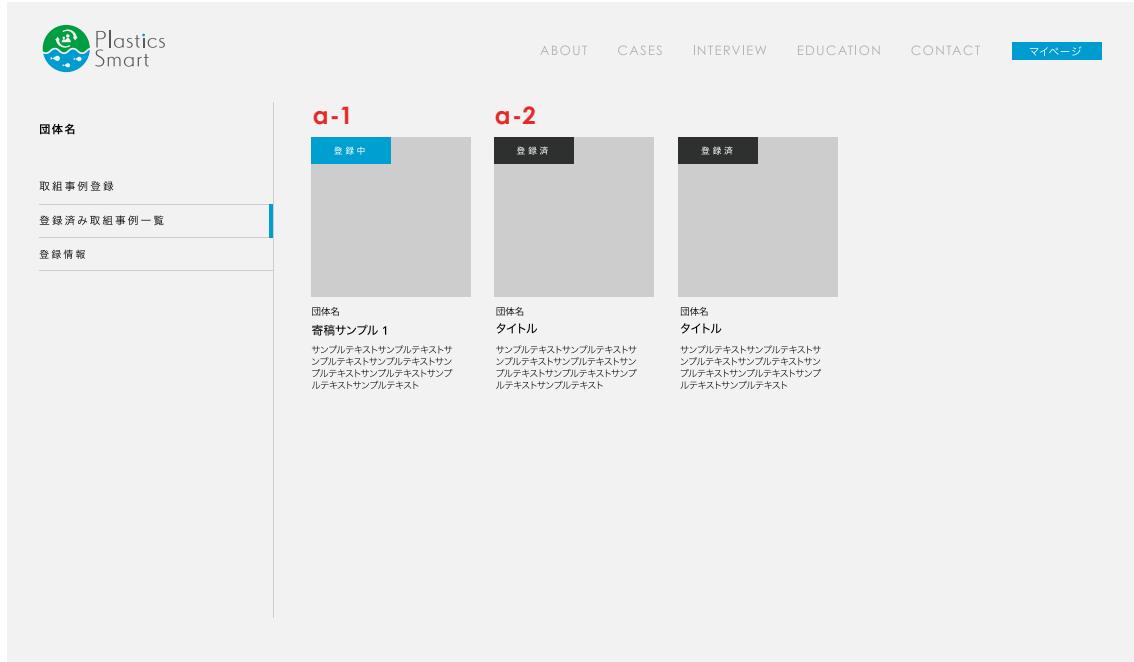 Plastics
Smart
ABOUT CASES INTERVIEW EDUCATION CONTACT マイページ
団体名
取組事例登録
登録済み取組事例一覧
登録情報
a-1
登録中
団体名
寄稿サンプル 1
サンプルテキストサンプルテキストサ
ンプルテキストサンプルテキストサン
プルテキストサンプルテキストサンプ
ルテキストサンプルテキスト
a-2
登録済
団体名
タイトル
サンプルテキストサンプルテキストサ
ンプルテキストサンプルテキストサン
プルテキストサンプルテキストサンプ
ルテキストサンプルテキスト
登録済
団体名
タイトル
サンプルテキストサンプルテキストサ
ンプルテキストサンプルテキストサン
プルテキストサンプルテキストサンプ
ルテキストサンプルテキスト